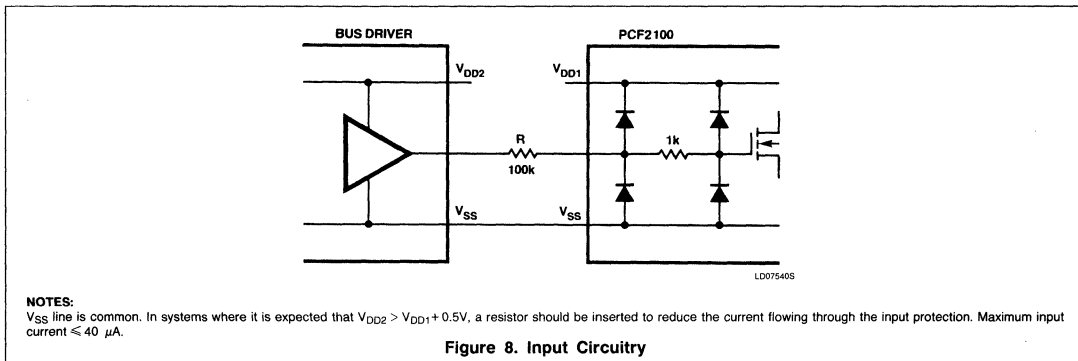 BUS DRIVER
PCF2100
VDD2
VDD1
R
100k
1k
VSS
VSS
LD07540S
NOTES:
VSS line is common. In systems where it is expected that VDD2 > VDD1+ 0.5V, a resistor should be inserted to reduce the current flowing through the input protection. Maximum input
current ≤ 40 μA.
Figure 8. Input Circuitry